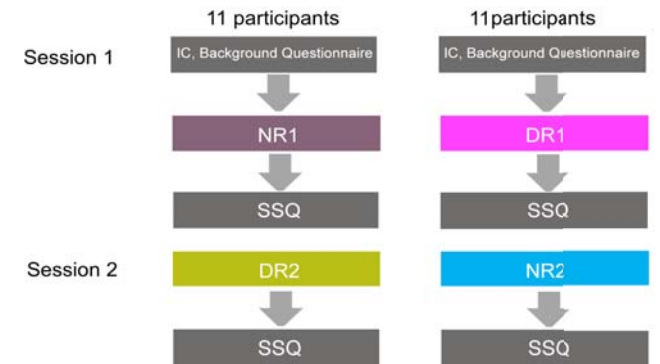 11 participants
11participants
Session 1
IC, Background Questionnaire
IC, Background Questionnaire
NR1
DR1
SSQ
SSQ
Session 2
DR2
NR2
SSQ
SSQ